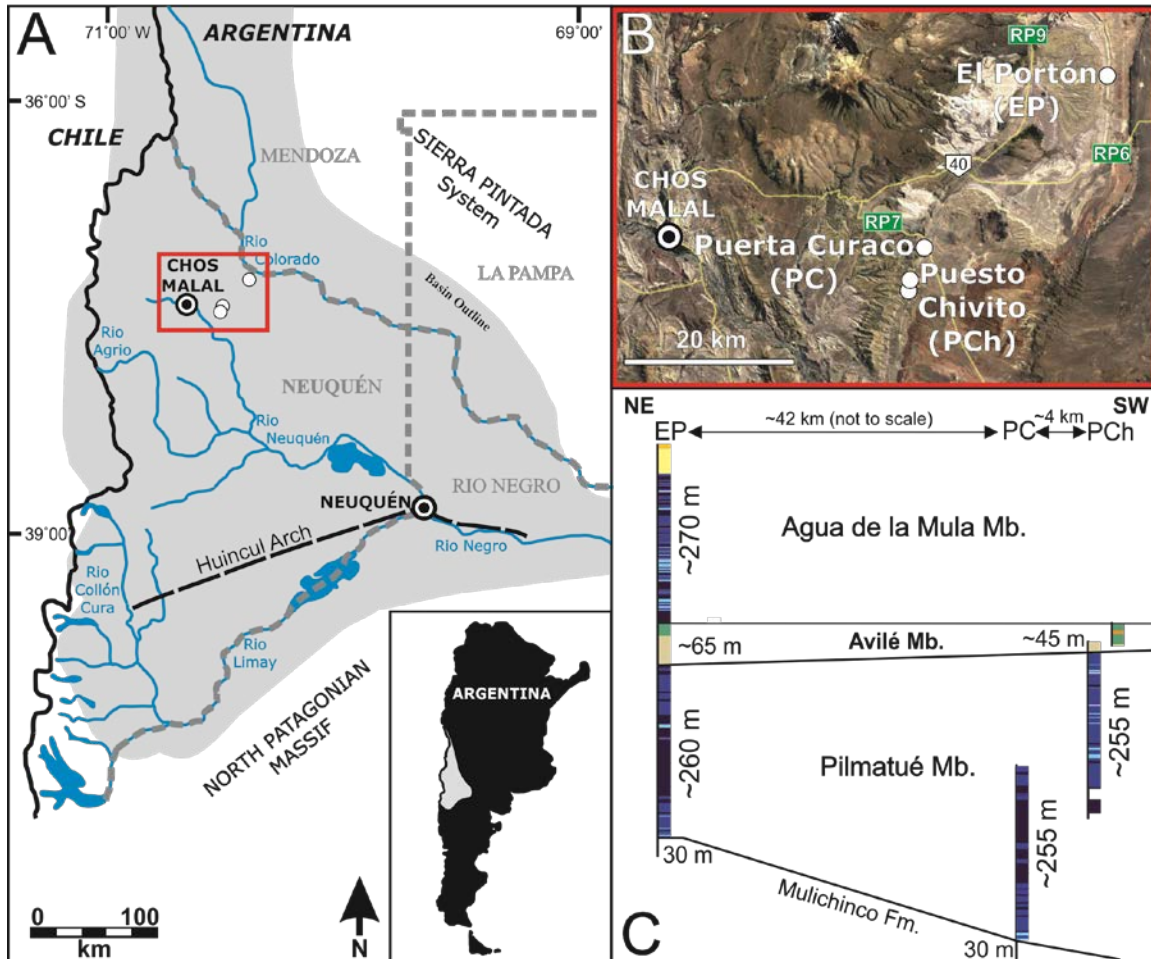 A
71°00' W
ARGENTINA
69°00'
36°00' S
CHILE
MENDOZA
SIERRA PINTADA
System
Rio
Colorado
LA PAMPA
CHOS
MALAL
Basin Outline
Rio
Agrio
NEUQUÉN
Rio
Neuquén
RIO NEGRO
NEUQUÉN
39°00'
Huincul Arch
Rio Negro
Rio
Collón
Cura
Rio
Limay
NORTH PATAGONIAN
MASSIF
ARGENTINA
0 100
km
N
B
RP9
El Portón
(EP)
40
RP6
CHOS
MALAL
RP7
Puerta Curaco
(PC)
Puesto
Chivito
(PCh)
20 km
NE
~42 km (not to scale)
SW
~4 km
EP
PC
PCh
~270 m
Agua de la Mula Mb.
~65 m
Avilé Mb.
~45 m
~260 m
Pilmatué Mb.
~255 m
~255 m
30 m
Mulichinco Fm.
30 m
C